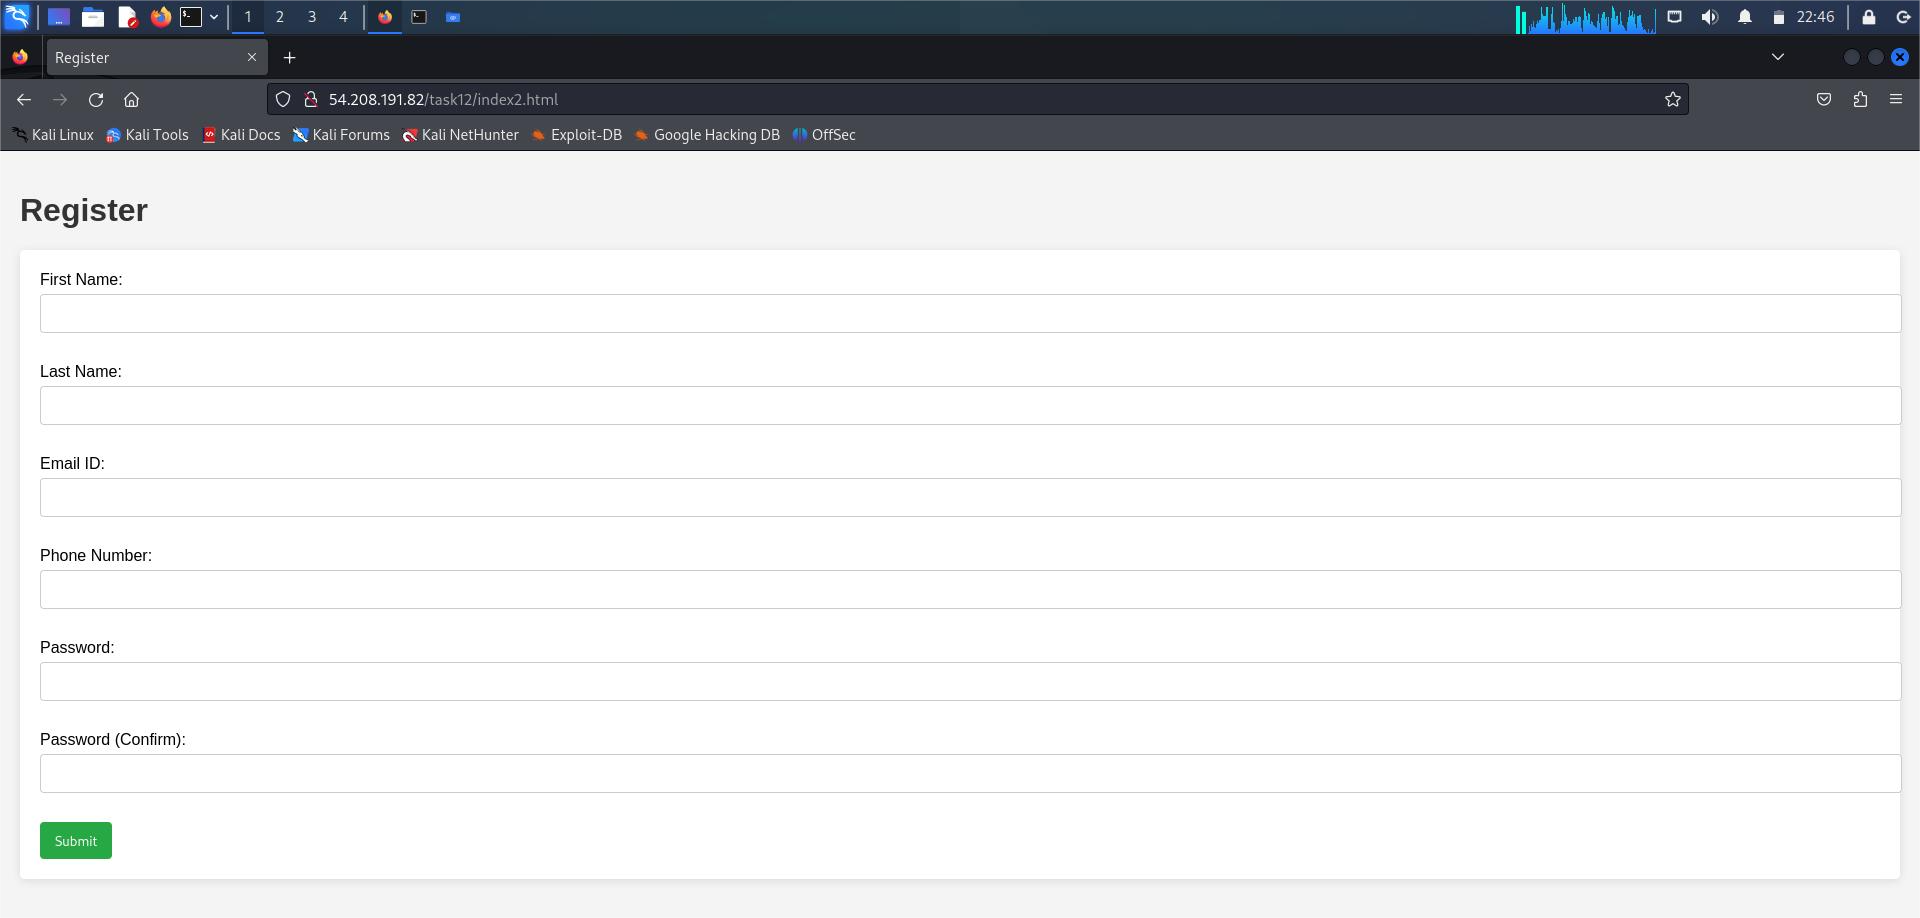 1 2 3 4 22:46
Register
54.208.191.82/task12/index2.html
Kali Linux Kali Tools Kali Docs Kali Forums Kali NetHunter Exploit-DB Google Hacking DB OffSec
Register
First Name:
Last Name:
Email ID:
Phone Number:
Password:
Password (Confirm):
Submit